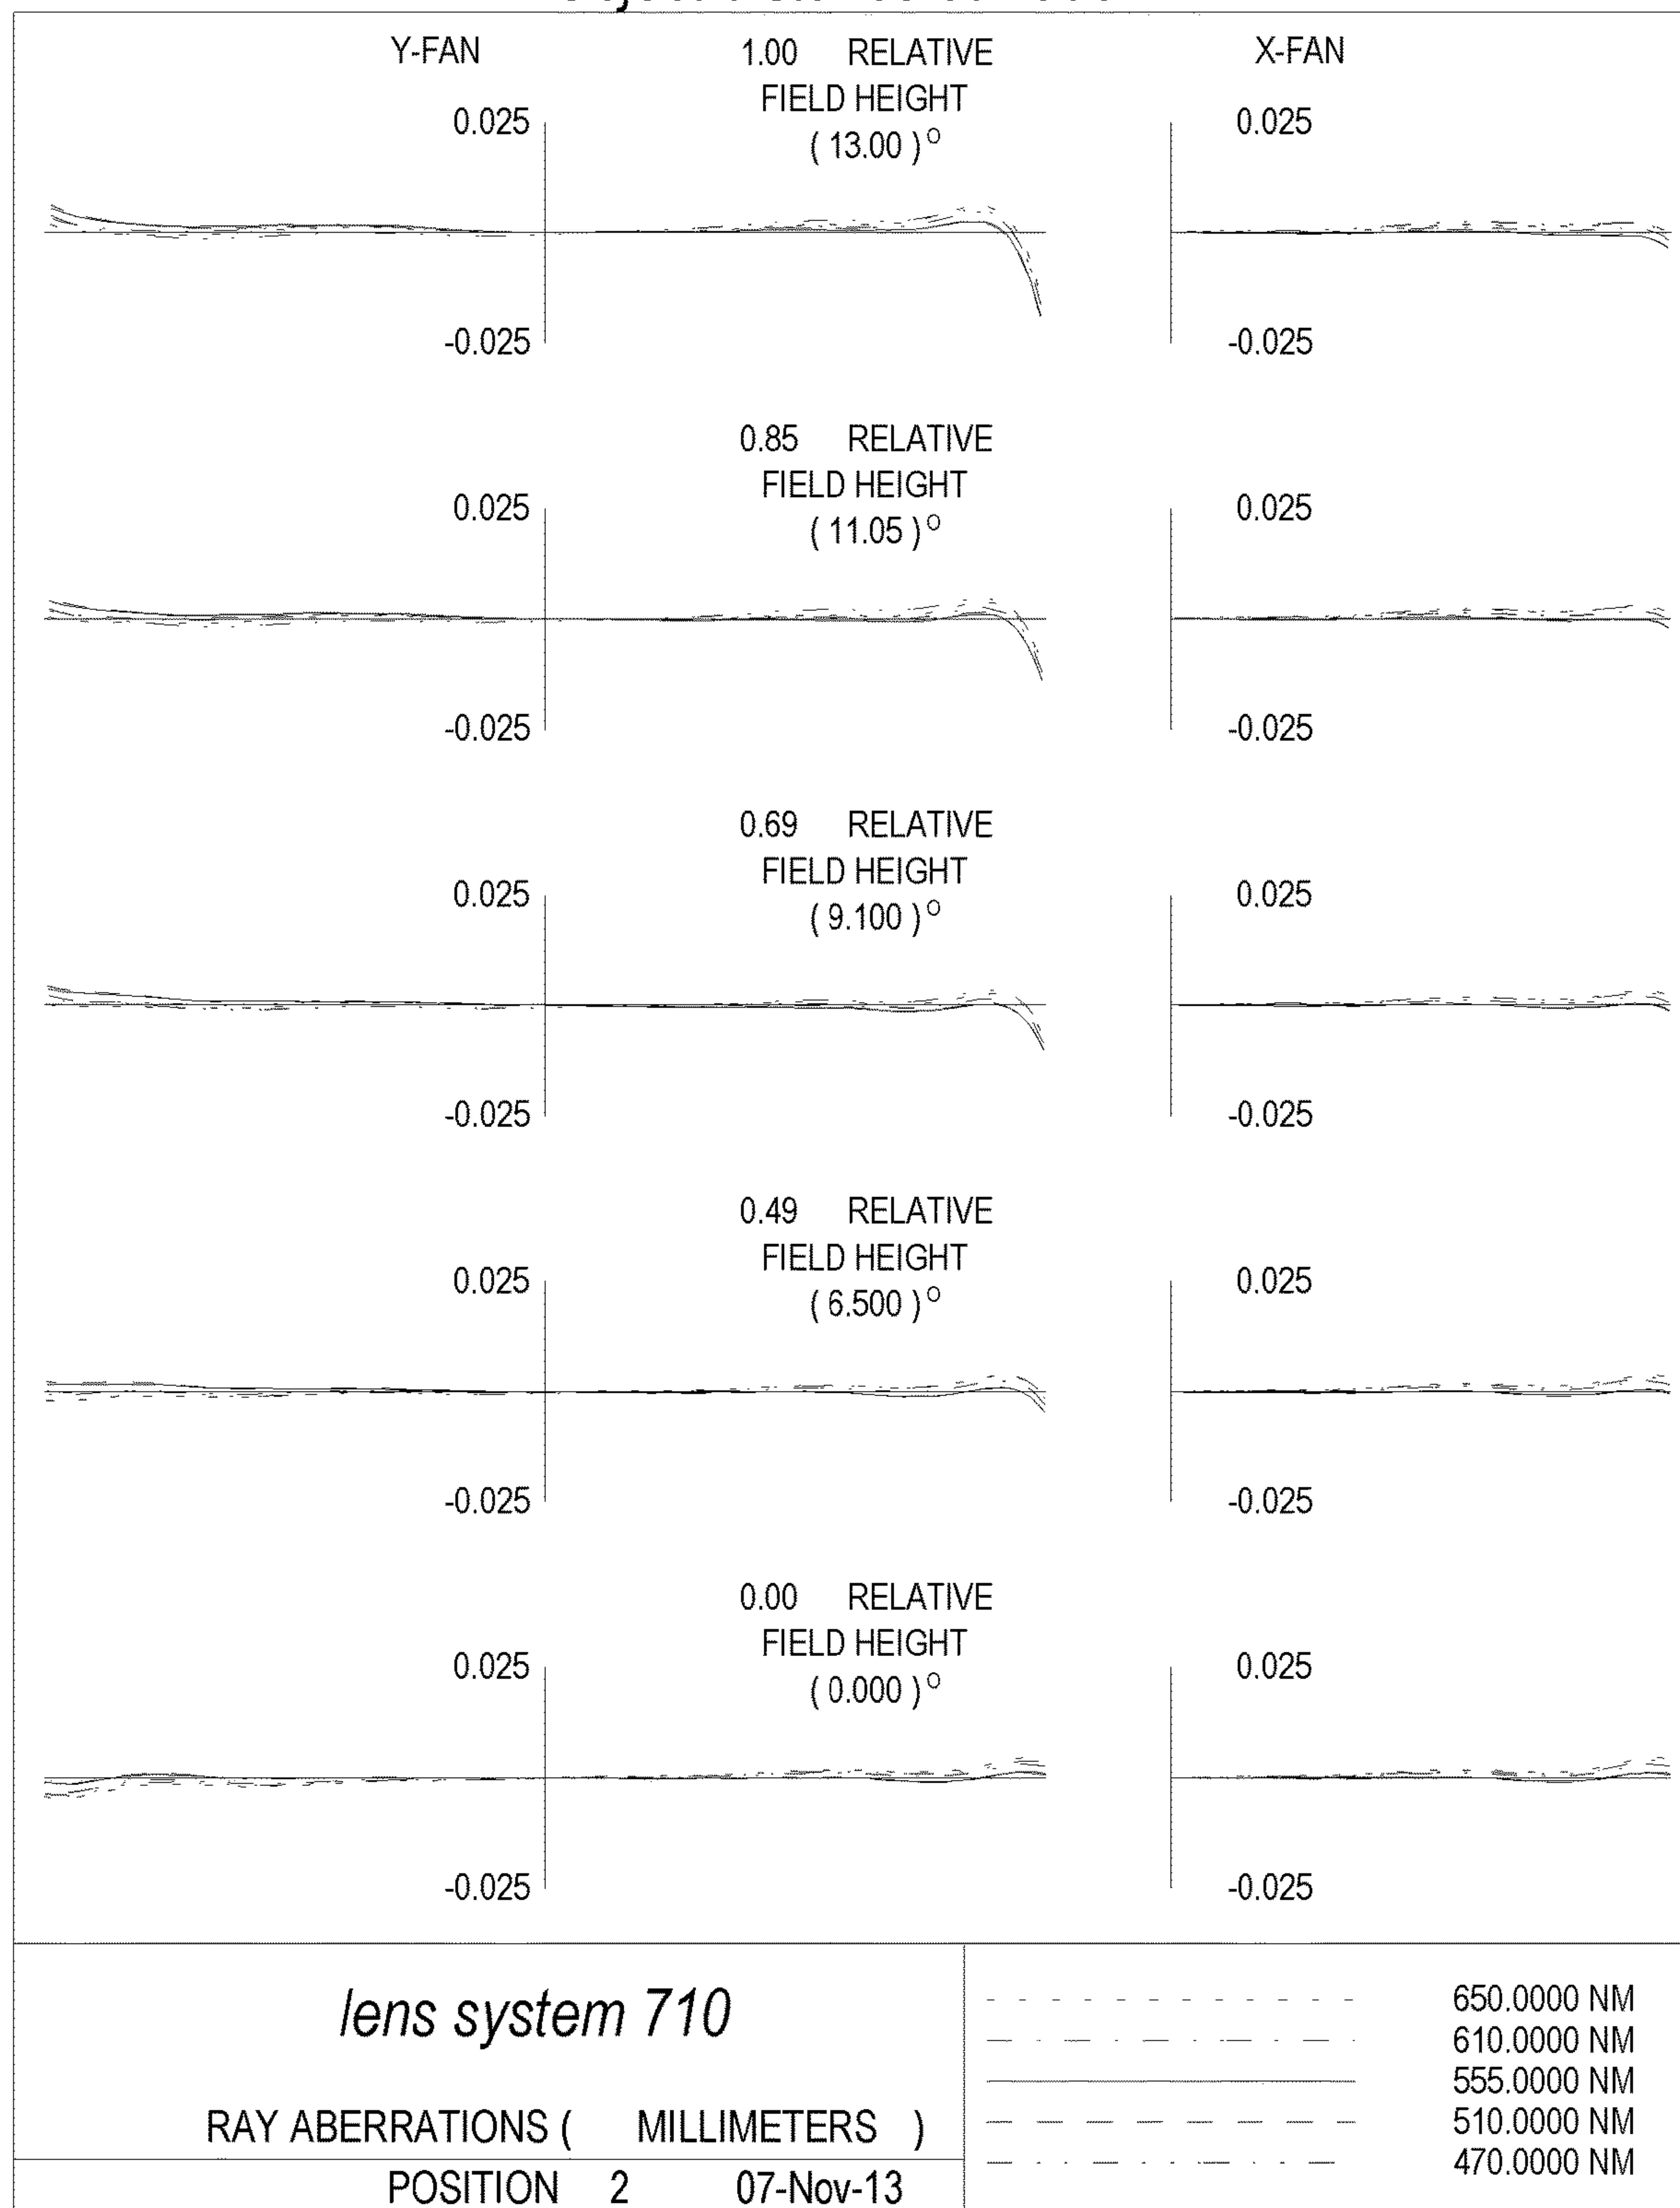 Y-FAN 1.00 RELATIVE X-FAN
FIELD HEIGHT
0.025 ( 13.00 )º 0.025
-0.025 -0.025
0.85 RELATIVE
FIELD HEIGHT
0.025 ( 11.05 )º 0.025
-0.025 -0.025
0.69 RELATIVE
FIELD HEIGHT
0.025 ( 9.100 )º 0.025
-0.025 -0.025
0.49 RELATIVE
FIELD HEIGHT
0.025 ( 6.500 )º 0.025
-0.025 -0.025
0.00 RELATIVE
FIELD HEIGHT
0.025 ( 0.000 )º 0.025
-0.025 -0.025
lens system 710
RAY ABERRATIONS ( MILLIMETERS )
POSITION 2 07-Nov-13
650.0000 NM
610.0000 NM
555.0000 NM
510.0000 NM
470.0000 NM